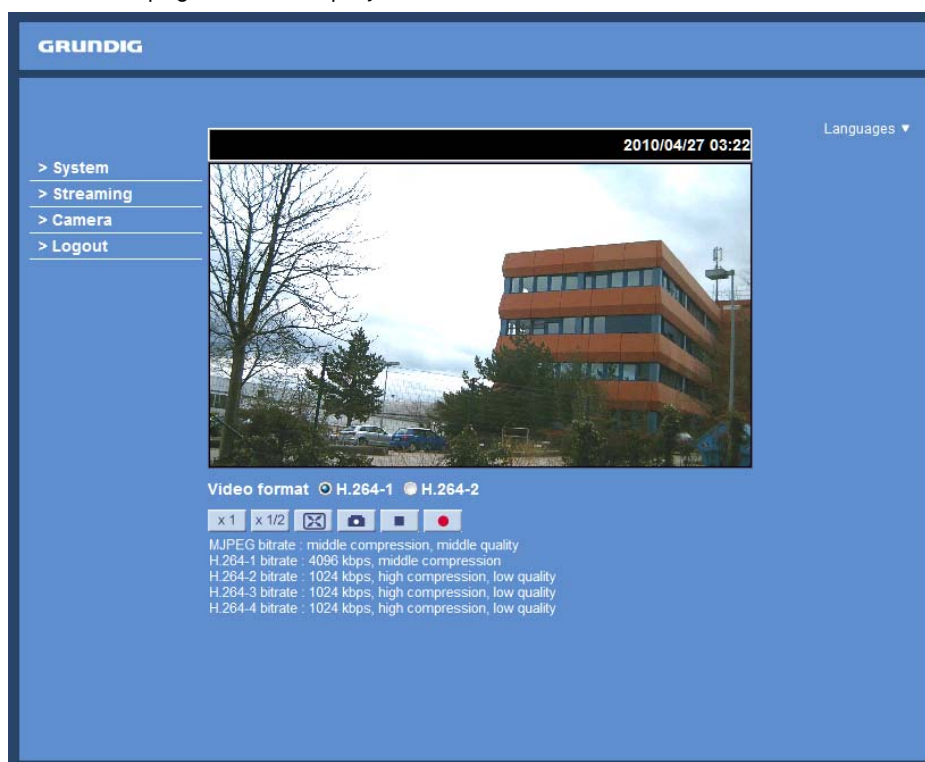 GRUNDIG
Languages ▼
2010/04/27 03:22
> System
> Streaming
> Camera
> Logout
Video format H.264-1 H.264-2
x 1 x 1/2
MJPEG bitrate : middle compression, middle quality
H.264-1 bitrate : 4096 kbps, middle compression
H.264-2 bitrate : 1024 kbps, high compression, low quality
H.264-3 bitrate : 1024 kbps, high compression, low quality
H.264-4 bitrate : 1024 kbps, high compression, low quality